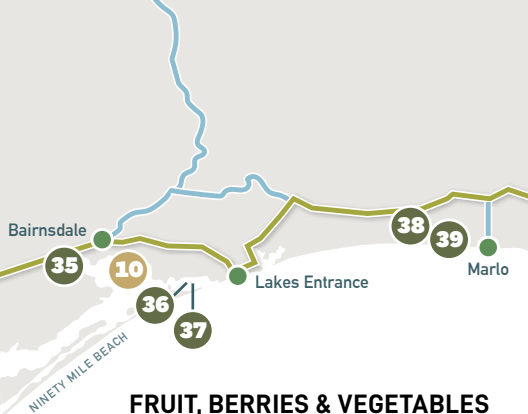 Bairnsdale
35
10
36
37
Lakes Entrance
38
39
Marlo
NINETY MILE BEACH
FRUIT, BERRIES & VEGETABLES